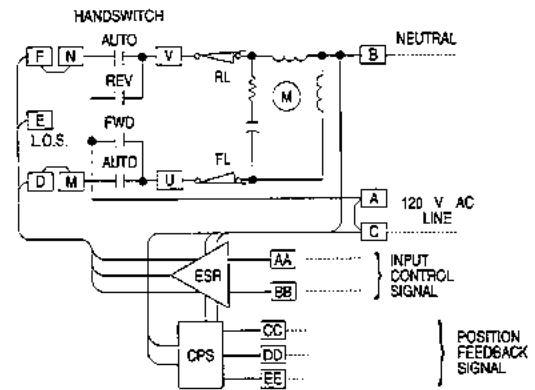 HANDSWITCH
AUTO
F N V
B NEUTRAL
REV
RL
M
E
L.O.S.
FWD
AUTO
FL
D M U
A
120 V AC
LINE
C
ESR
AA
BB
INPUT
CONTROL
SIGNAL
CPS
CC
DD
EE
POSITION
FEEDBACK
SIGNAL